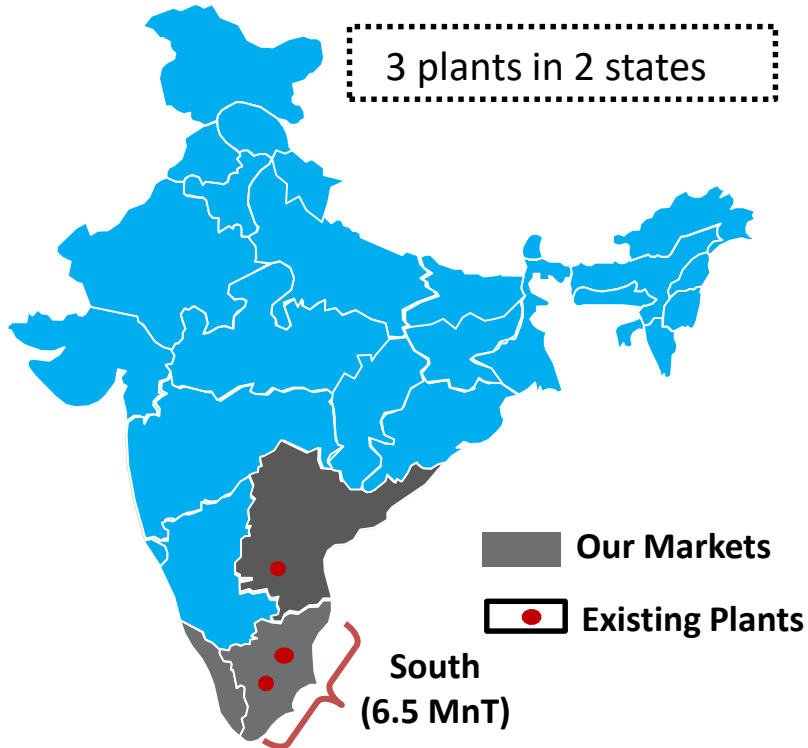 3 plants in 2 states
Our Markets
Existing Plants
South
(6.5 MnT)